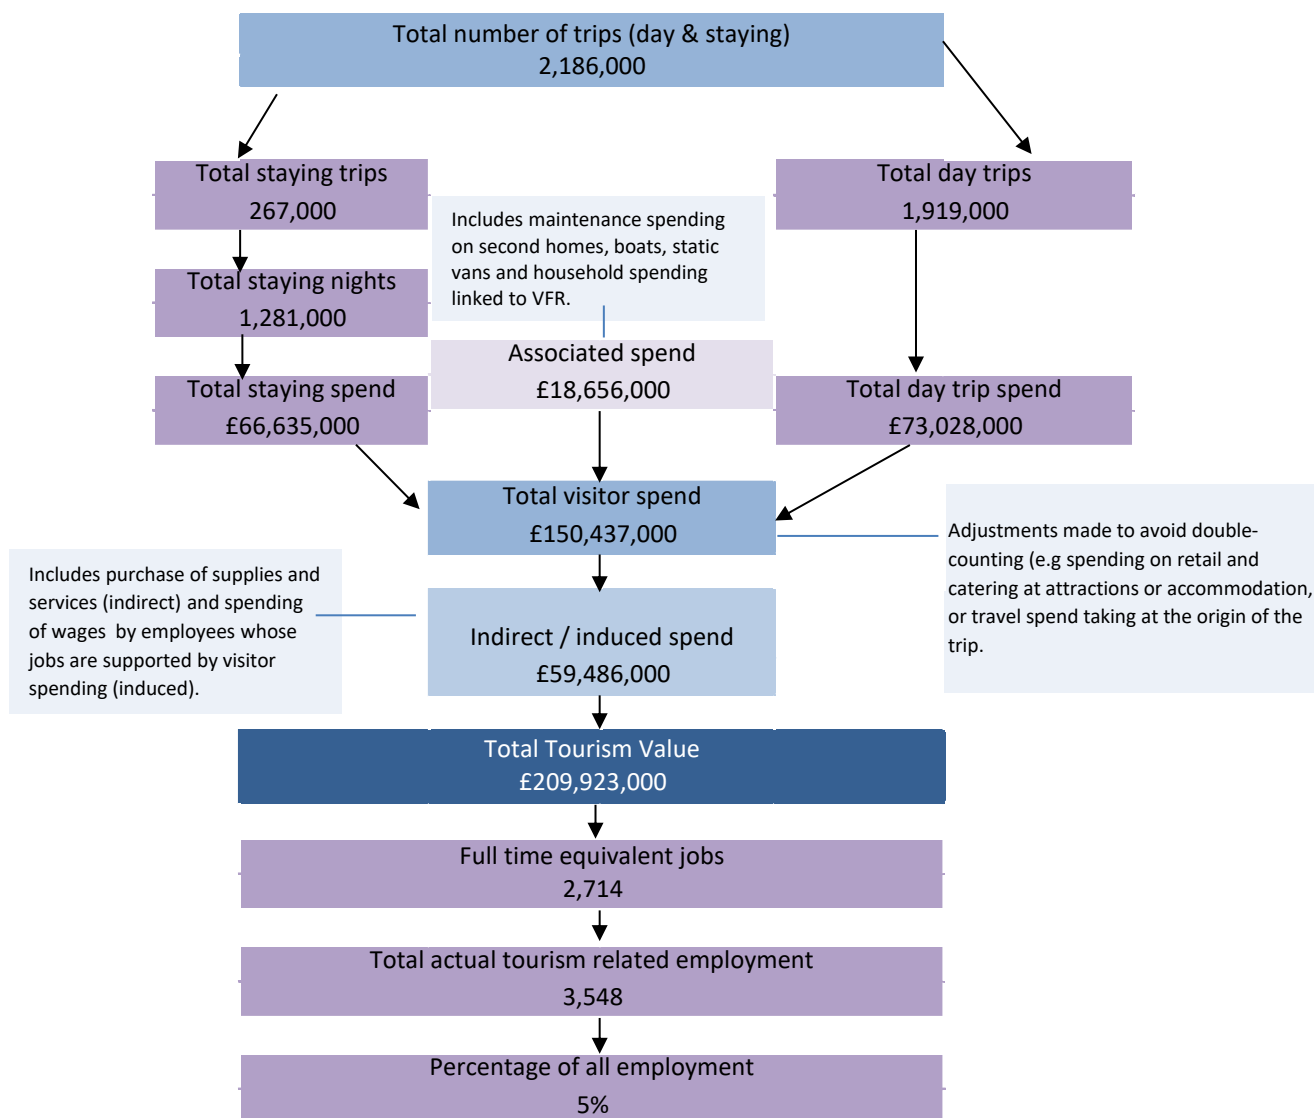 Total number of trips (day & staying)
2,186,000
Total staying trips
267,000
Total day trips
1,919,000
Includes maintenance spending
on second homes, boats, static
vans and household spending
linked to VFR.
Total staying nights
1,281,000
Associated spend
£18,656,000
Total staying spend
£66,635,000
Total day trip spend
£73,028,000
Total visitor spend
£150,437,000
Adjustments made to avoid double-
counting (e.g spending on retail and
catering at attractions or accommodation,
or travel spend taking at the origin of the
trip.
Includes purchase of supplies and
services (indirect) and spending
of wages by employees whose
jobs are supported by visitor
spending (induced).
Indirect / induced spend
£59,486,000
Total Tourism Value
£209,923,000
Full time equivalent jobs
2,714
Total actual tourism related employment
3,548
Percentage of all employment
5%